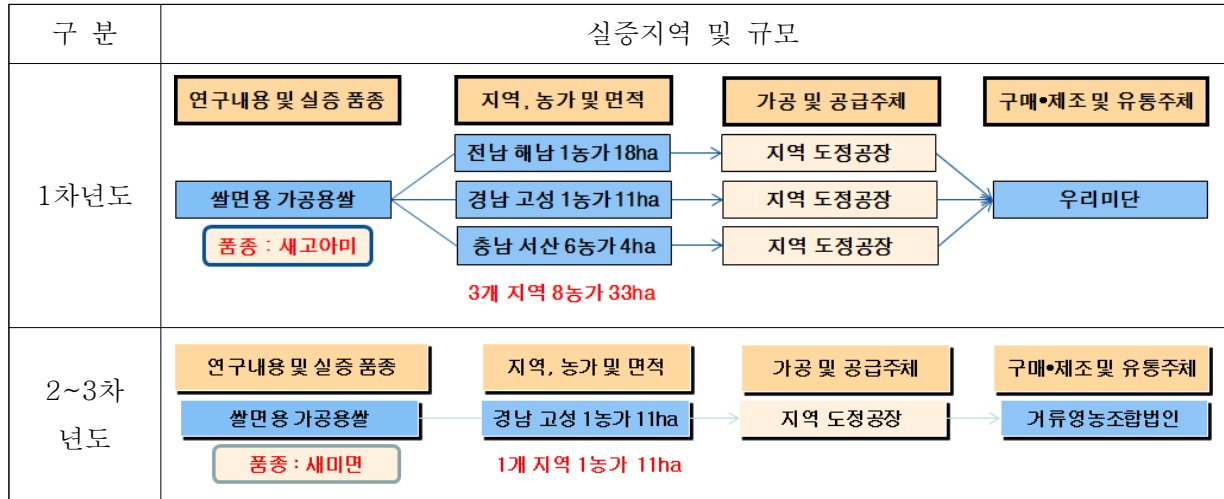 구 분
실증지역 및 규모
1차년도
연구내용 및 실증 품종
지역, 농가 및 면적
가공 및 공급주체
구매•제조 및 유통주체
전남 해남 1농가 18ha
지역 도정공장
쌀면용 가공용쌀
경남 고성 1농가 11ha
지역 도정공장
우리미단
품종 : 새고아미
충남 서산 6농가 4ha
지역 도정공장
3개 지역 8농가 33ha
2~3차
년도
연구내용 및 실증 품종
지역, 농가 및 면적
가공 및 공급주체
구매•제조 및 유통주체
쌀면용 가공용쌀
경남 고성 1농가 11ha
지역 도정공장
거류영농조합법인
품종 : 새미면
1개 지역 1농가 11ha